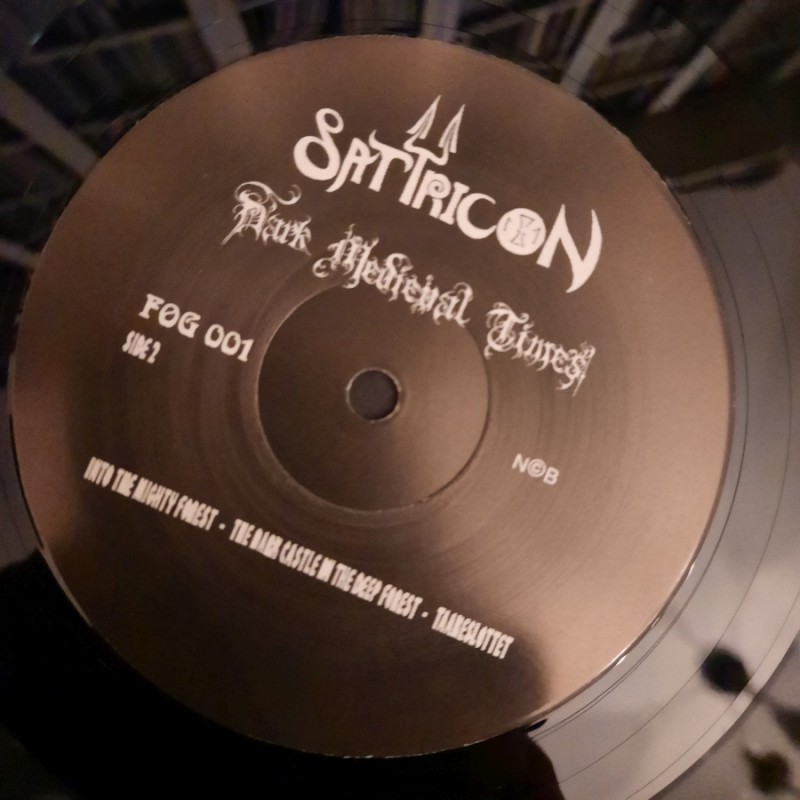 SATYRICON
Dark Medieval Times
FOG 001
SIDE 2
N©B
INTO THE MIGHTY FOREST - THE DARK CASTLE IN THE DEEP FOREST - TAAKESLOTTET